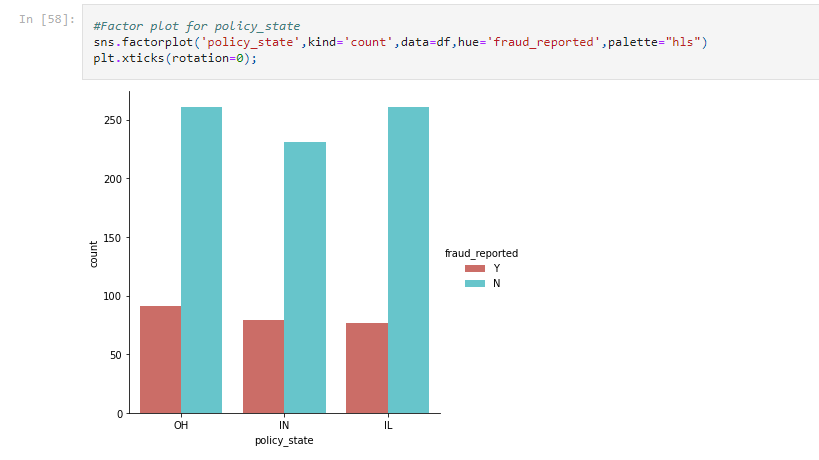 In [58]:
#Factor plot for policy_state
sns.factorplot('policy_state',kind='count',data=df,hue='fraud_reported',palette="hls")
plt.xticks(rotation=0);
250
200
150
100
50
0
count
OH IN IL
policy_state
fraud_reported
Y
N